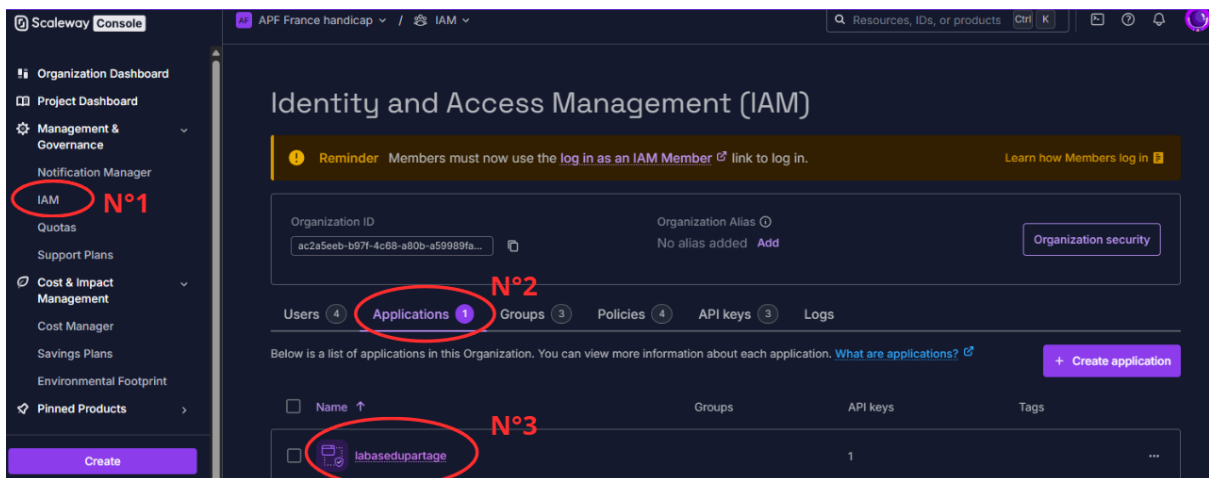 Scaleway Console
AF APF France handicap / IAM
Resources, IDs, or products Ctrl K
Organization Dashboard
Project Dashboard
Management &
Governance
Notification Manager
IAM
N°1
Quotas
Support Plans
Cost & Impact
Management
Cost Manager
Savings Plans
Environmental Footprint
Pinned Products
Create
Identity and Access Management (IAM)
Reminder Members must now use the log in as an IAM Member link to log in.
Learn how Members log in
Organization ID
ac2a5eeb-b97f-4c68-a80b-a59989fa...
Organization Alias
No alias added Add
Organization security
N°2
Users 4 Applications 1 Groups 3 Policies 4 API keys 3 Logs
Below is a list of applications in this Organization. You can view more information about each application. What are applications?
+ Create application
Name ↑ Groups API keys Tags
N°3
labasedupartage 1 ...